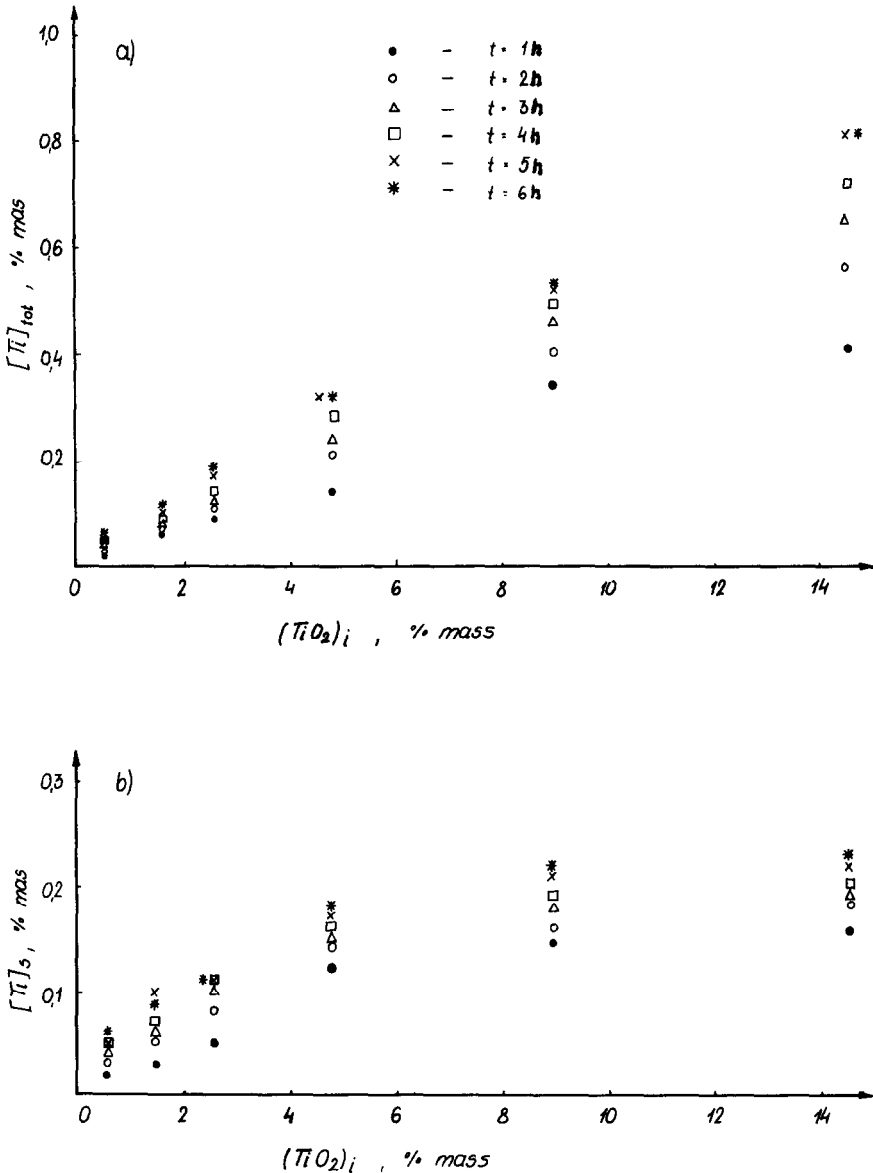 a)
1,0
0,8
0,6
0,4
0,2
[Ti]tot , % mas
• – t = 1h
○ – t = 2h
△ – t = 3h
□ – t = 4h
× – t = 5h
* – t = 6h
0 2 4 6 8 10 12 14
(TiO2)i , % mass
b)
0,3
0,2
0,1
[Ti]s , % mas
0 2 4 6 8 10 12 14
(TiO2)i , % mass